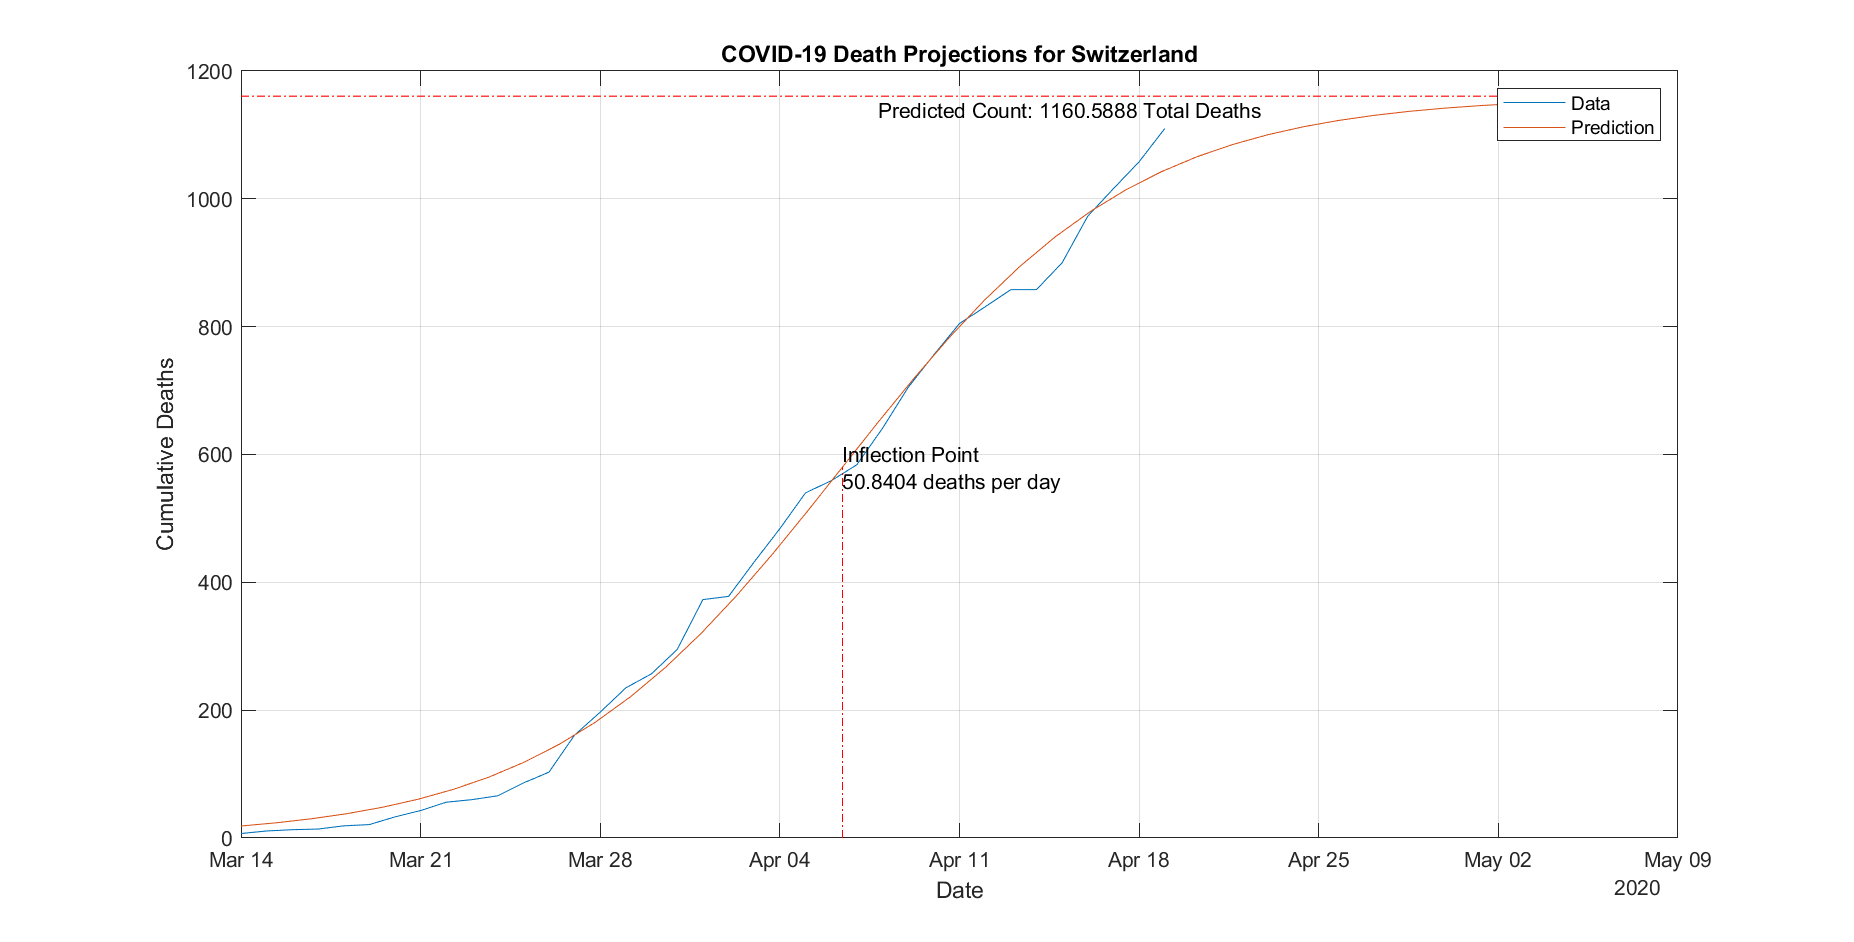 COVID-19 Death Projections for Switzerland
1200
Predicted Count: 1160.5888 Total Deaths
Data
Prediction
1000
800
600
Inflection Point
50.8404 deaths per day
400
200
0
Cumulative Deaths
Mar 14 Mar 21 Mar 28 Apr 04 Apr 11 Apr 18 Apr 25 May 02 May 09
Date
2020